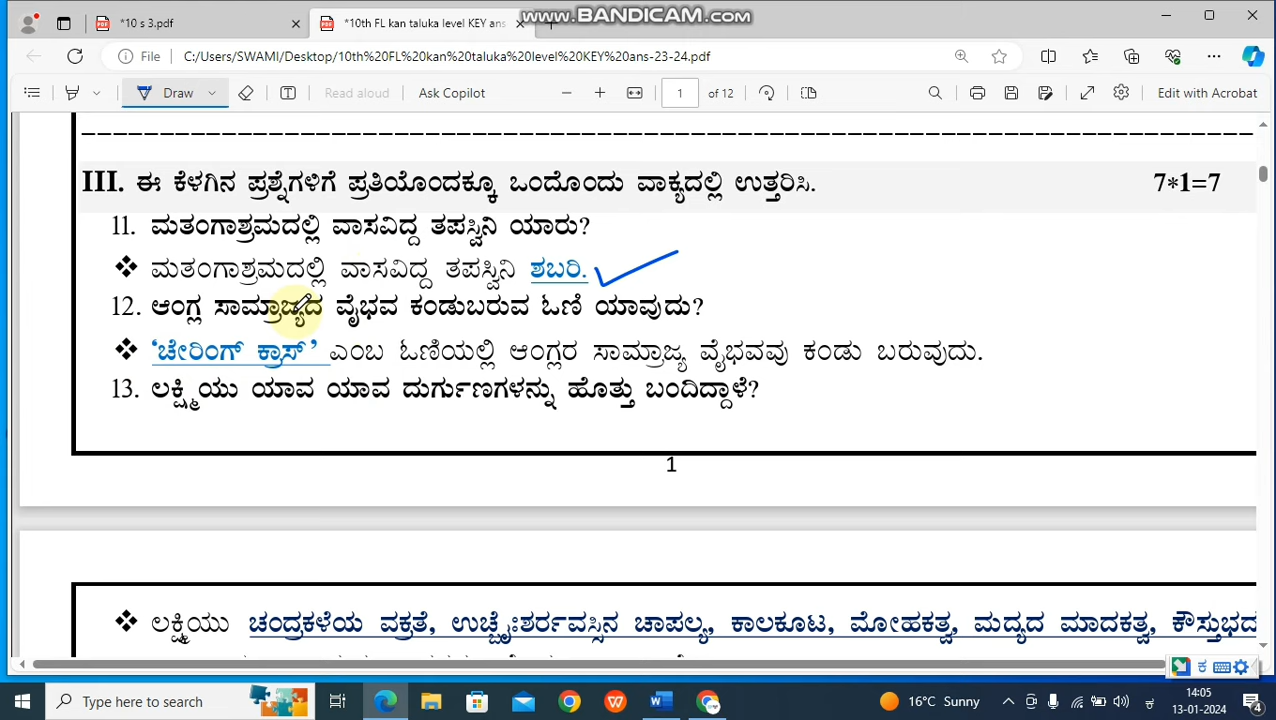 www.BANDICAM.com
*10 s 3.pdf
*10th FL kan taluka level KEY ans
File
C:/Users/SWAMI/Desktop/10th%20FL%20kan%20taluka%20level%20KEY%20ans-23-24.pdf
Draw
Read aloud
Ask Copilot
1
of 12
Edit with Acrobat
III. ಈ ಕೆಳಗಿನ ಪ್ರಶ್ನೆಗಳಿಗೆ ಪ್ರತಿಯೊಂದಕ್ಕೂ ಒಂದೊಂದು ವಾಕ್ಯದಲ್ಲಿ ಉತ್ತರಿಸಿ. 7*1=7
11. ಮತಂಗಾಶ್ರಮದಲ್ಲಿ ವಾಸವಿದ್ದ ತಪಸ್ವಿನಿ ಯಾರು?
❖ ಮತಂಗಾಶ್ರಮದಲ್ಲಿ ವಾಸವಿದ್ದ ತಪಸ್ವಿನಿ ಶಬರಿ.
12. ಆಂಗ್ಲ ಸಾಮ್ರಾಜ್ಯದ ವೈಭವ ಕಂಡುಬರುವ ಓಣಿ ಯಾವುದು?
❖ ‘ಚೇರಿಂಗ್ ಕ್ರಾಸ್’ ಎಂಬ ಓಣಿಯಲ್ಲಿ ಆಂಗ್ಲರ ಸಾಮ್ರಾಜ್ಯ ವೈಭವವು ಕಂಡು ಬರುವುದು.
13. ಲಕ್ಷ್ಮಿಯು ಯಾವ ಯಾವ ದುರ್ಗುಣಗಳನ್ನು ಹೊತ್ತು ಬಂದಿದ್ದಾಳೆ?
1
❖ ಲಕ್ಷ್ಮಿಯು ಚಂದ್ರಕಳೆಯ ವಕ್ರತೆ, ಉಚ್ಚೈಃಶರ್ರವಸ್ಸಿನ ಚಾಪಲ್ಯ, ಕಾಲಕೂಟ, ಮೋಹಕತ್ವ, ಮದ್ಯದ ಮಾದಕತ್ವ, ಕೌಸ್ತುಭದ
Type here to search
16°C Sunny
14:05
13-01-2024
4